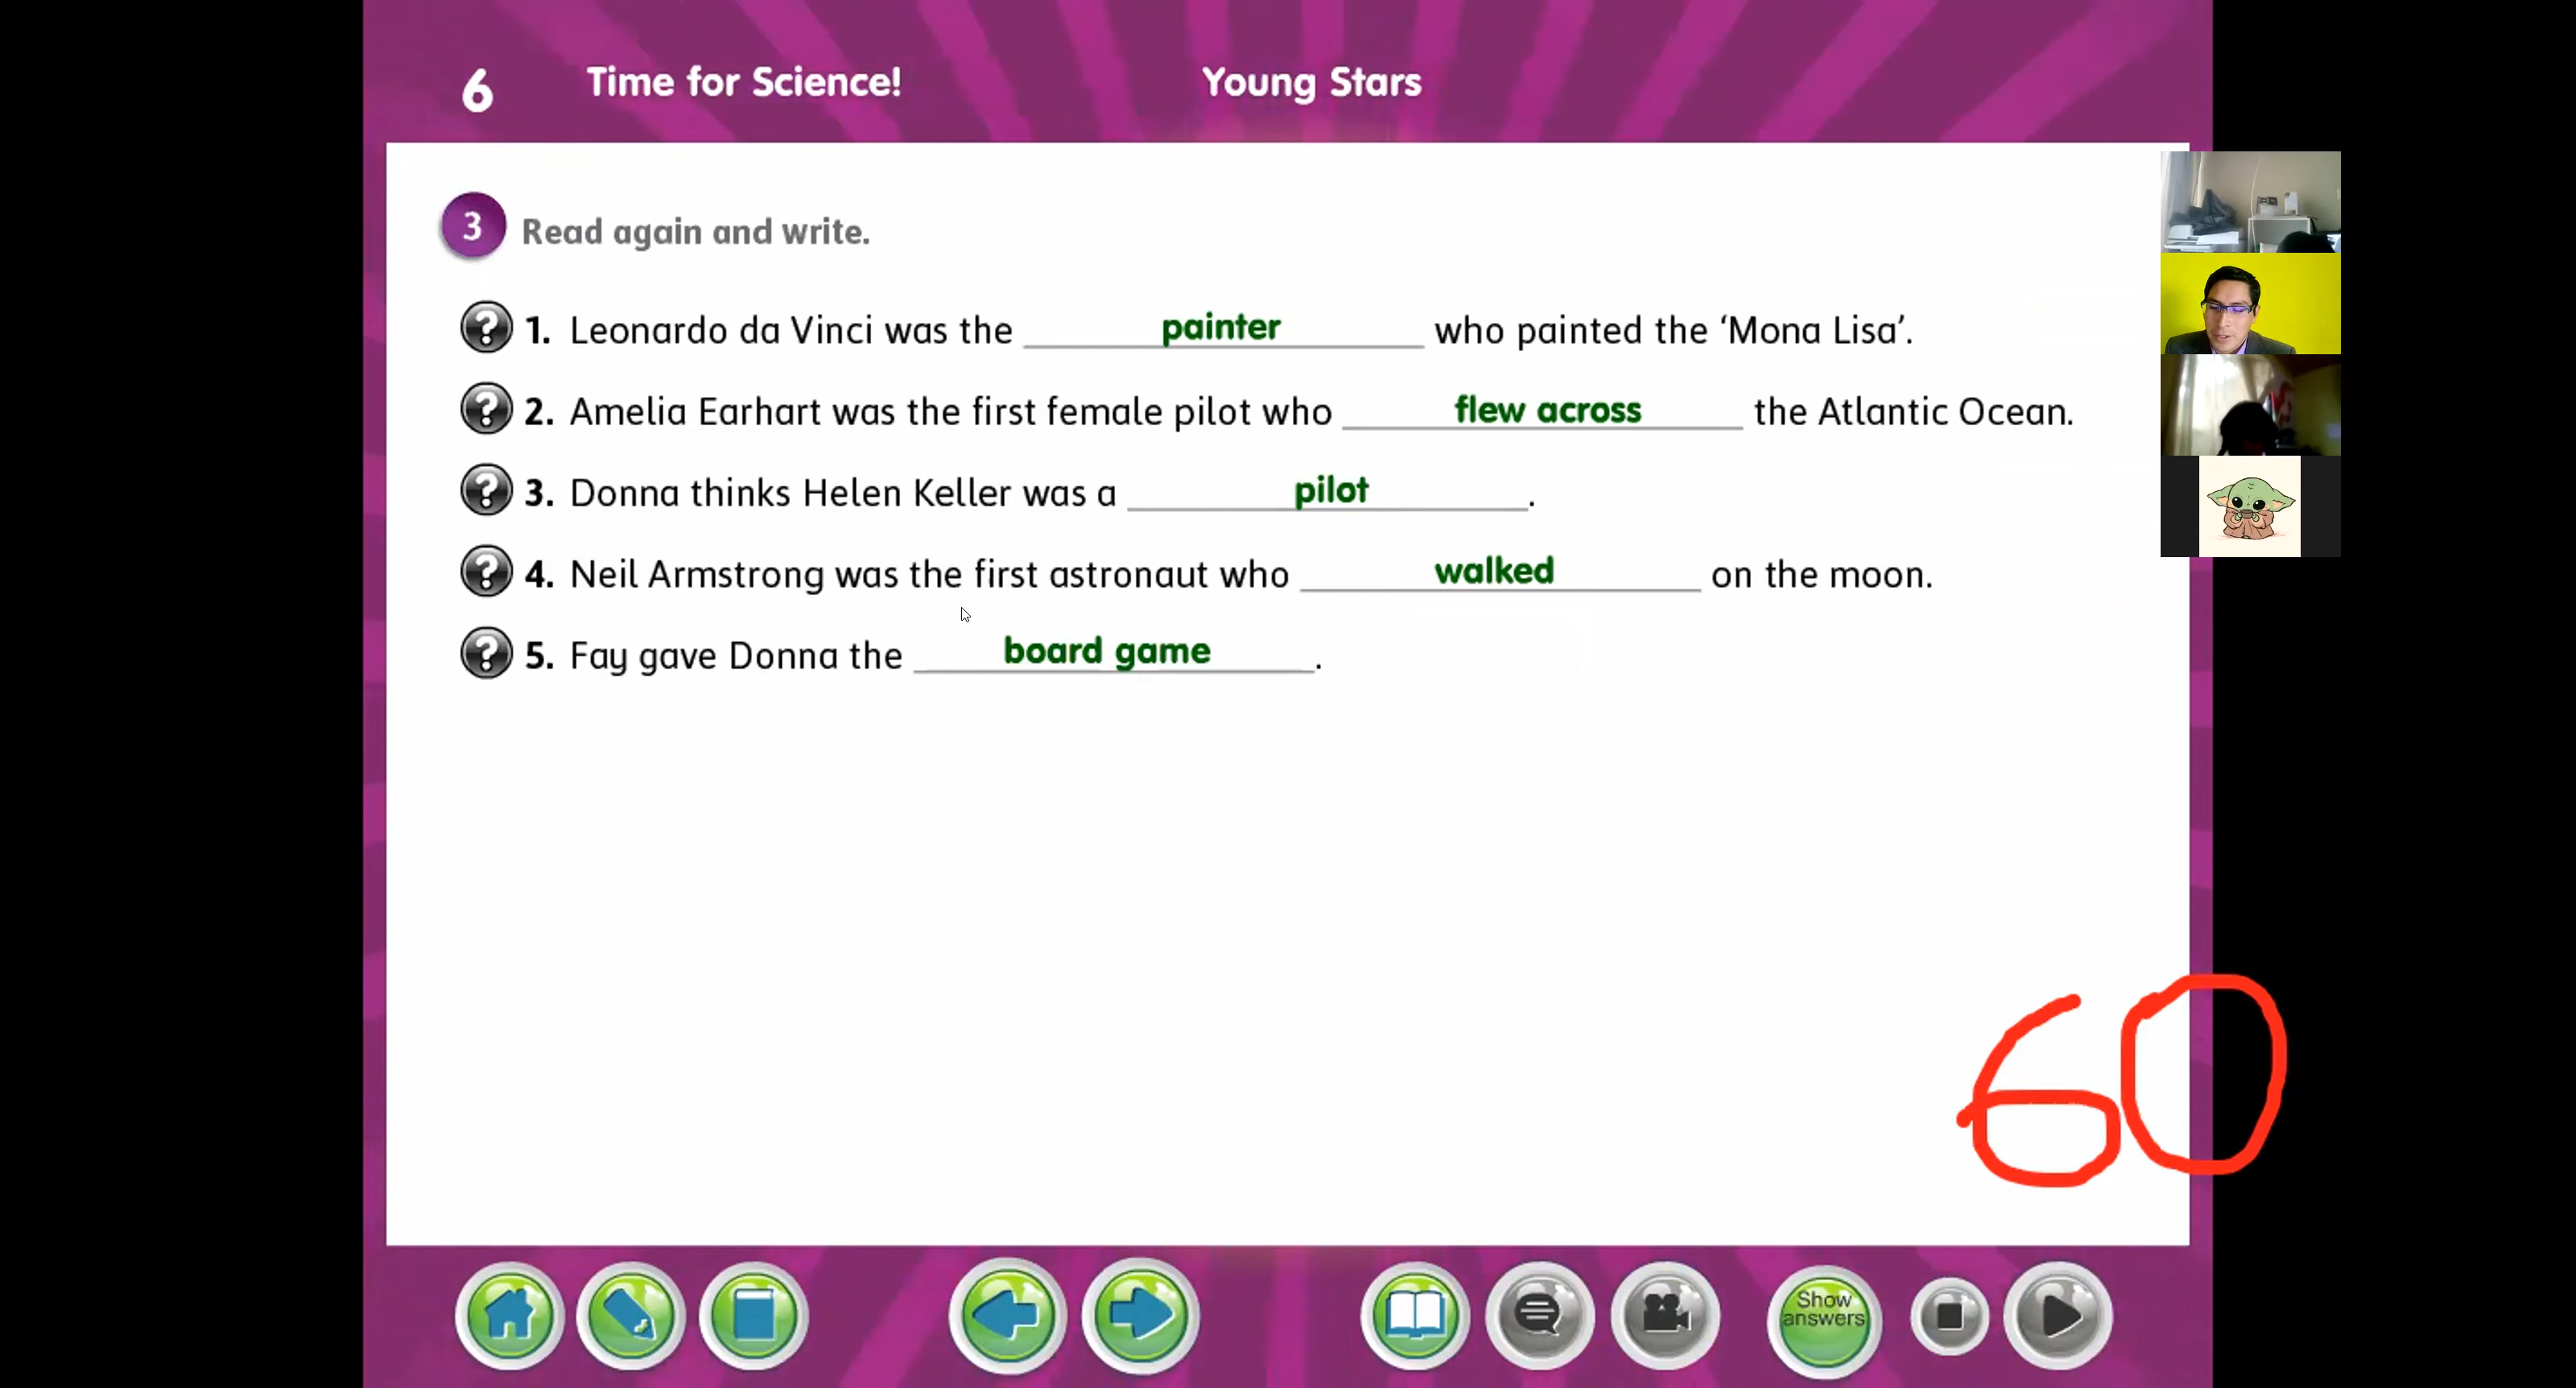 6 Time for Science! Young Stars
3 Read again and write.
1. Leonardo da Vinci was the painter who painted the ‘Mona Lisa’.
2. Amelia Earhart was the first female pilot who flew across the Atlantic Ocean.
3. Donna thinks Helen Keller was a pilot.
4. Neil Armstrong was the first astronaut who walked on the moon.
5. Fay gave Donna the board game.
60
Show
answers